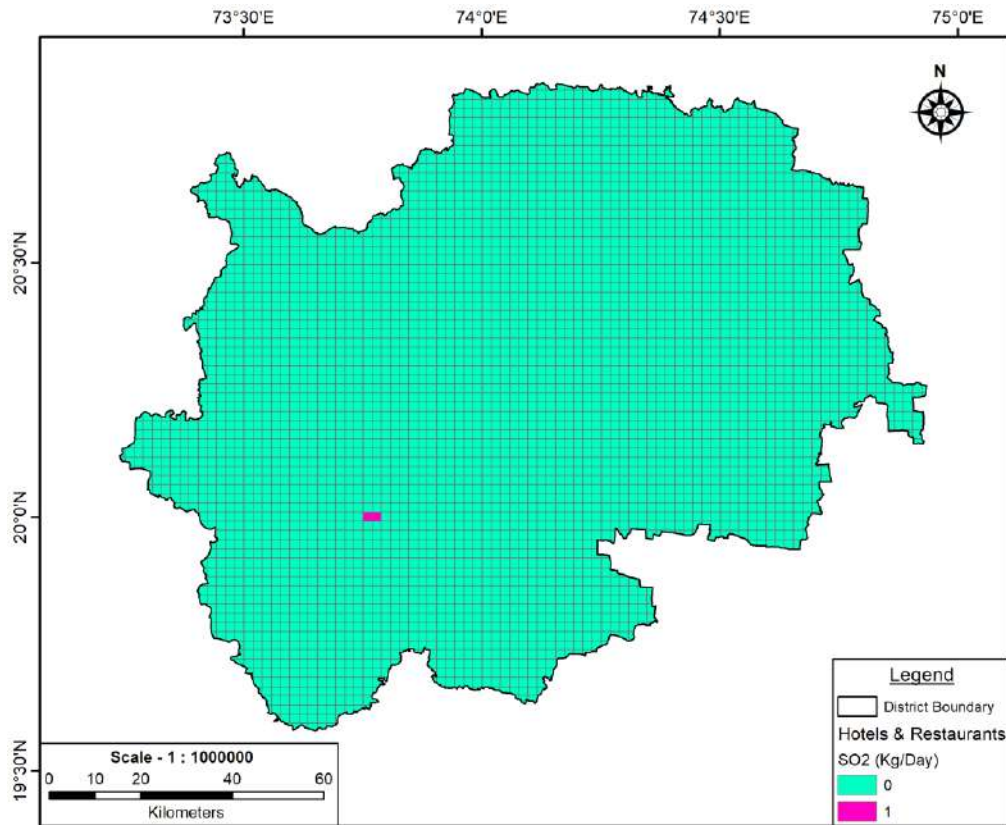 73°30'E 74°0'E 74°30'E 75°0'E
N
20°30'N
20°0'N
19°30'N
Legend
District Boundary
Hotels & Restaurants
SO2 (Kg/Day)
0
1
Scale - 1 : 1000000
0 10 20 40 60
Kilometers